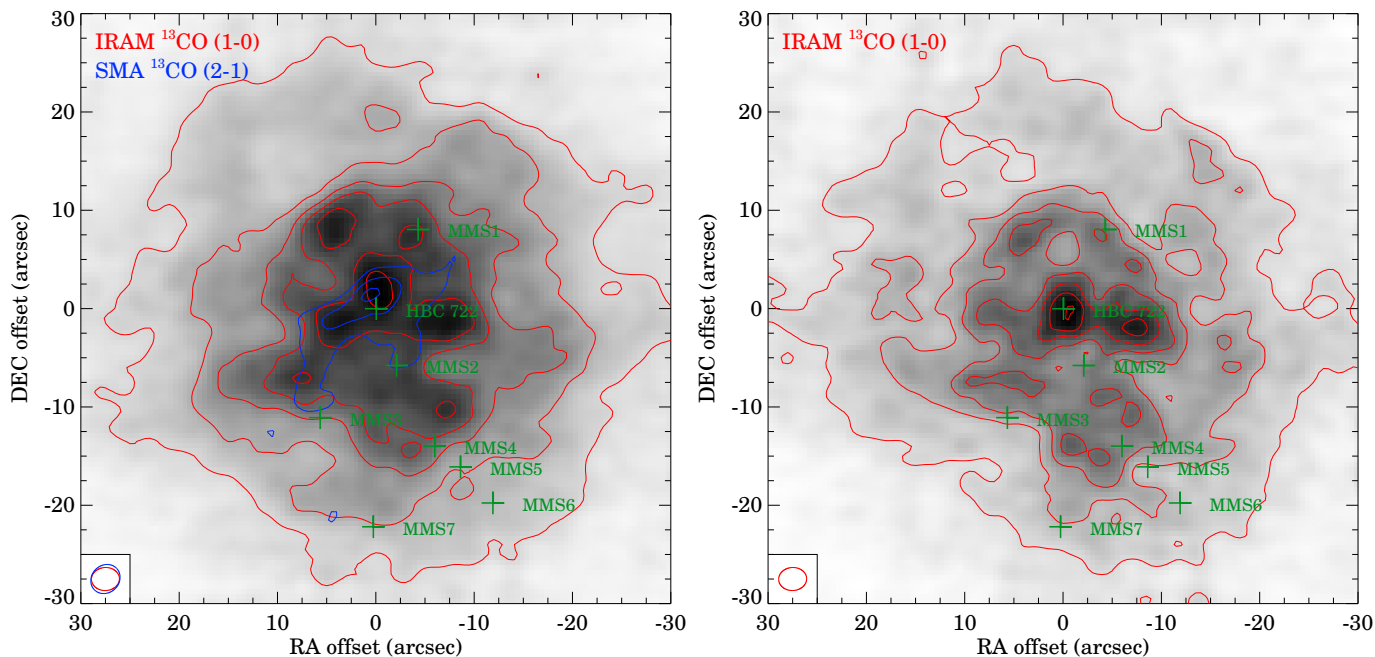 IRAM ¹³CO (1-0)
SMA ¹³CO (2-1)
DEC offset (arcsec)
30
20
10
0
-10
-20
-30
MMS1
HBC 722
MMS2
MMS3
MMS4
MMS5
MMS6
MMS7
30 20 10 0 -10 -20 -30
RA offset (arcsec)
IRAM ¹³CO (1-0)
DEC offset (arcsec)
30
20
10
0
-10
-20
-30
MMS1
HBC 722
MMS2
MMS3
MMS4
MMS5
MMS6
MMS7
30 20 10 0 -10 -20 -30
RA offset (arcsec)